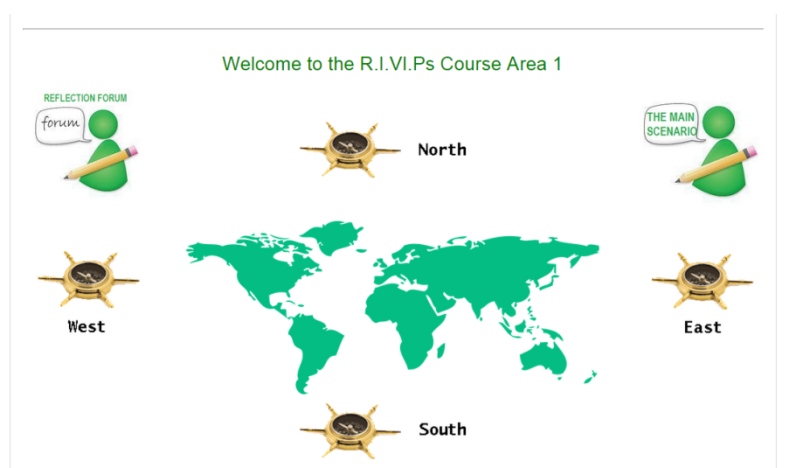 Welcome to the R.I.VI.Ps Course Area 1
REFLECTION FORUM
forum
THE MAIN
SCENARIO
North
West
East
South